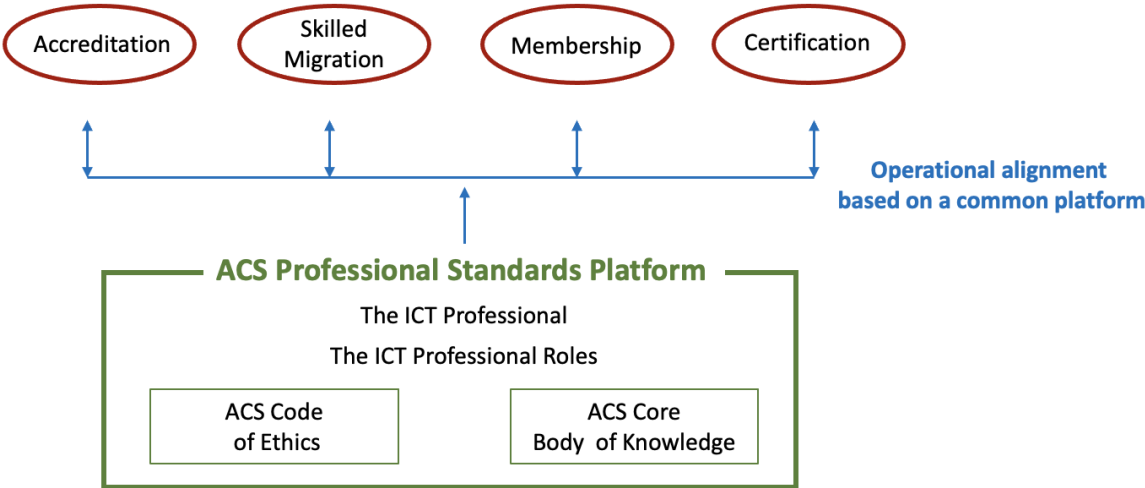 Accreditation
Skilled
Migration
Membership
Certification
Operational alignment
based on a common platform
ACS Professional Standards Platform
The ICT Professional
The ICT Professional Roles
ACS Code
of Ethics
ACS Core
Body of Knowledge